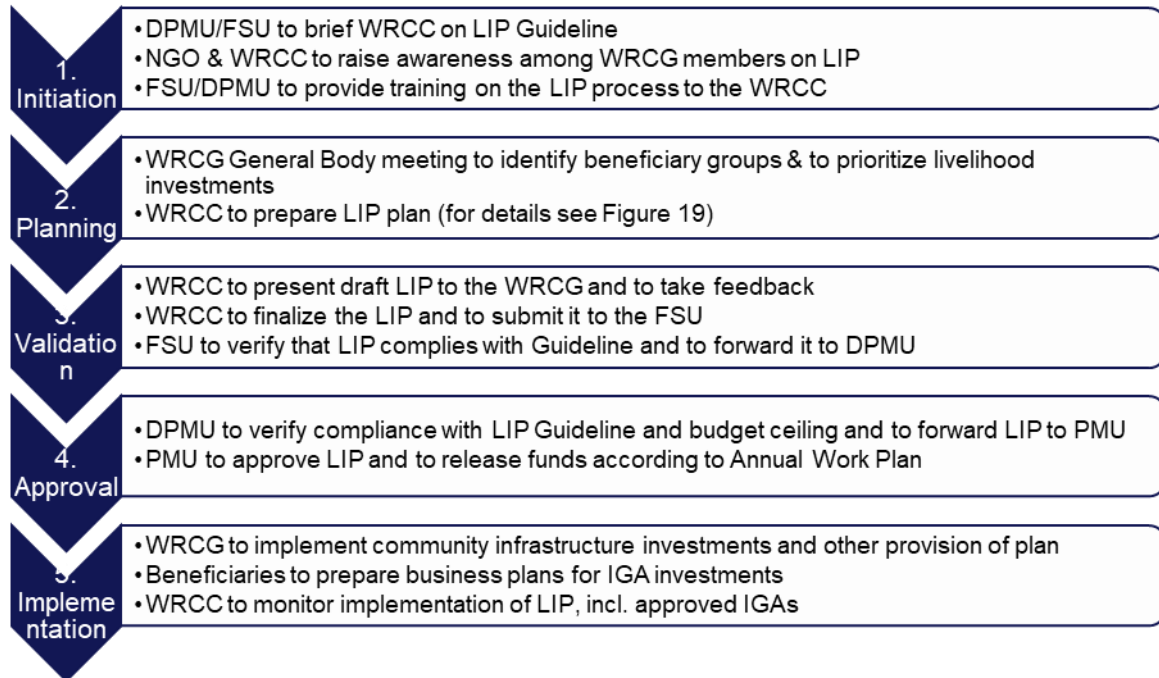 1.
Initiation
•DPMU/FSU to brief WRCC on LIP Guideline
•NGO & WRCC to raise awareness among WRCG members on LIP
•FSU/DPMU to provide training on the LIP process to the WRCC
2.
Planning
•WRCG General Body meeting to identify beneficiary groups & to prioritize livelihood
investments
•WRCC to prepare LIP plan (for details see Figure 19)
3.
Validatio
n
•WRCC to present draft LIP to the WRCG and to take feedback
•WRCC to finalize the LIP and to submit it to the FSU
•FSU to verify that LIP complies with Guideline and to forward it to DPMU
4.
Approval
•DPMU to verify compliance with LIP Guideline and budget ceiling and to forward LIP to PMU
•PMU to approve LIP and to release funds according to Annual Work Plan
5.
Impleme
ntation
•WRCG to implement community infrastructure investments and other provision of plan
•Beneficiaries to prepare business plans for IGA investments
•WRCC to monitor implementation of LIP, incl. approved IGAs